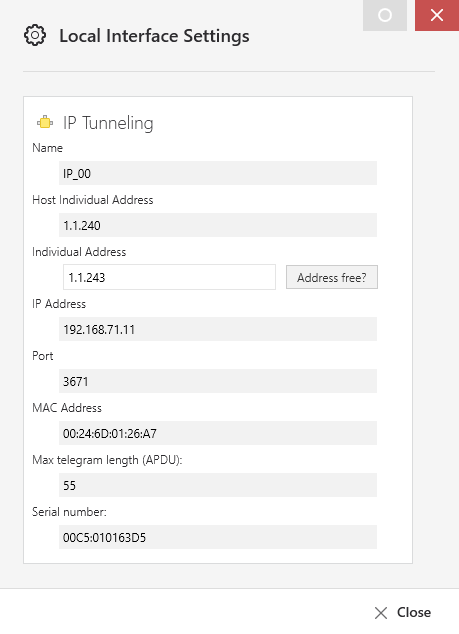 Local Interface Settings
IP Tunneling
Name
IP_00
Host Individual Address
1.1.240
Individual Address
1.1.243
Address free?
IP Address
192.168.71.11
Port
3671
MAC Address
00:24:6D:01:26:A7
Max telegram length (APDU):
55
Serial number:
00C5:010163D5
Close